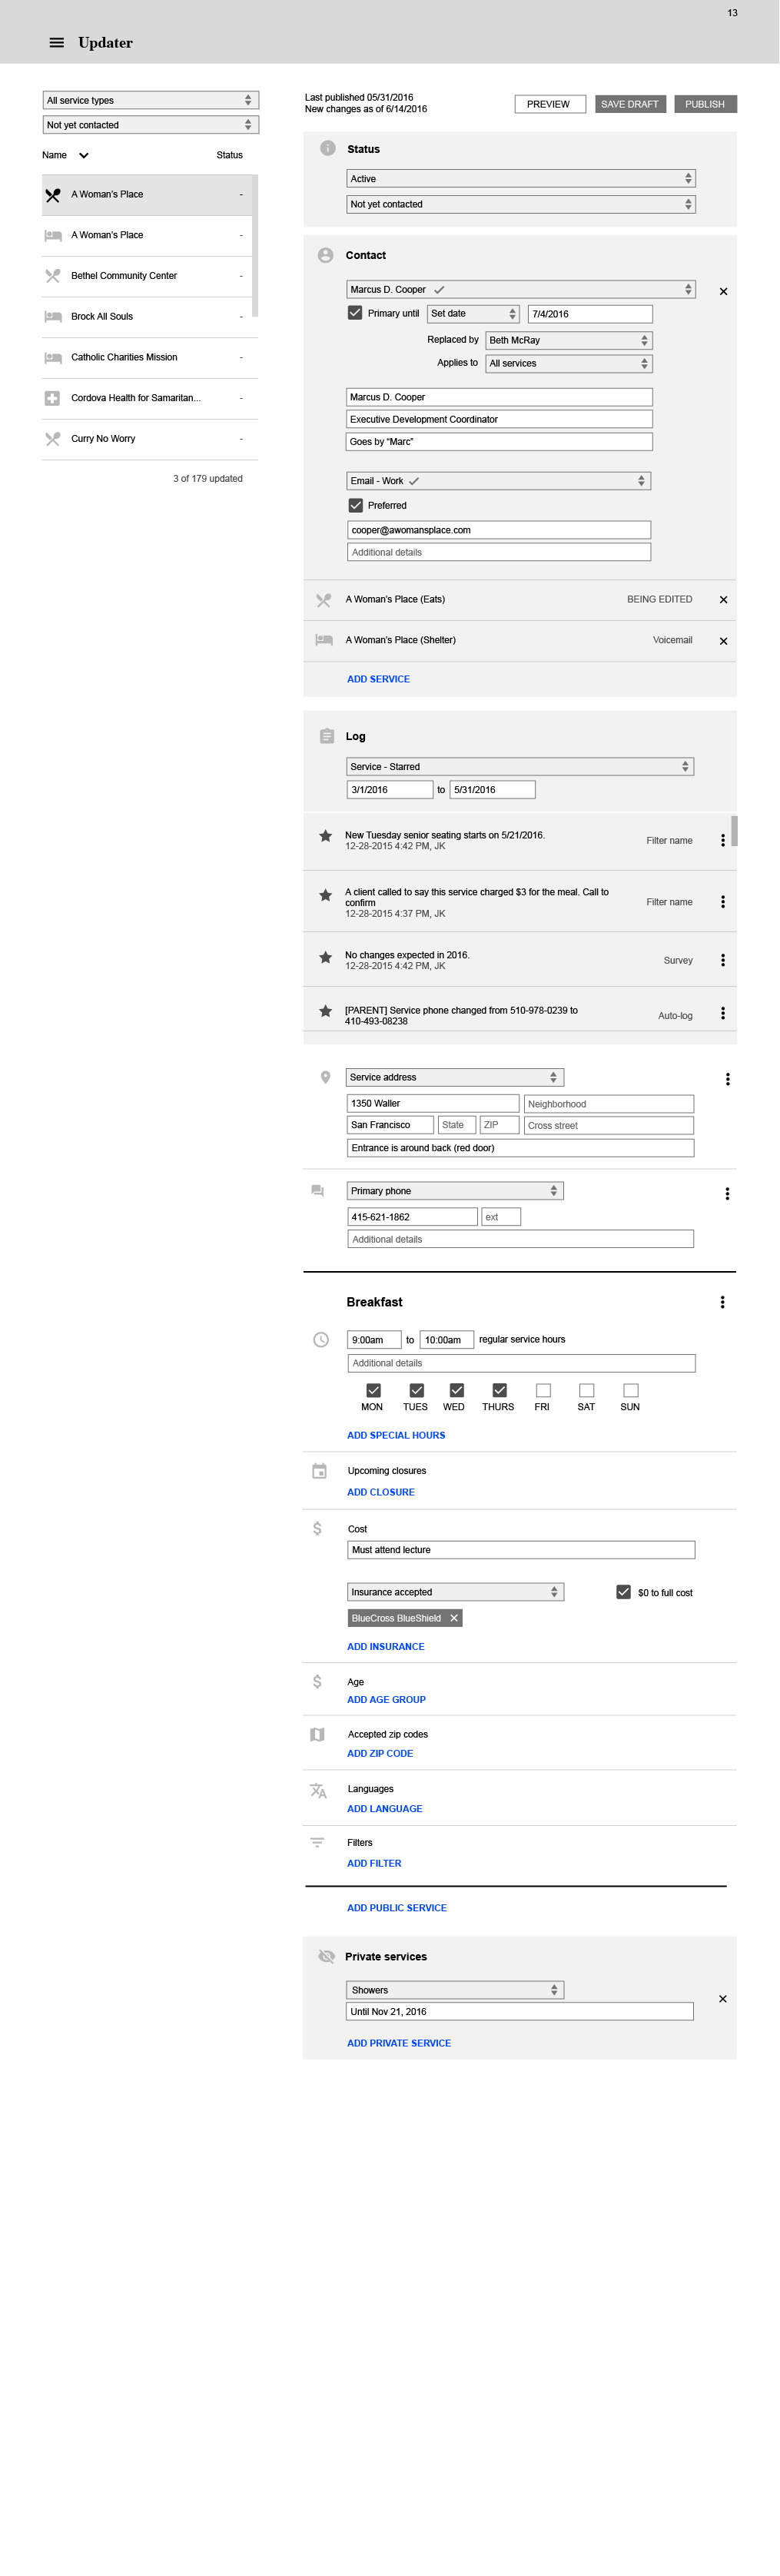 13
Updater
All service types
Not yet contacted
Name
Status
A Woman's Place
-
A Woman's Place
-
Bethel Community Center
-
Brock All Souls
-
Catholic Charities Mission
-
Cordova Health for Samaritan...
-
Curry No Worry
-
3 of 179 updated
Last published 05/31/2016
New changes as of 6/14/2016
PREVIEW
SAVE DRAFT
PUBLISH
Status
Active
Not yet contacted
Contact
Marcus D. Cooper
Primary until
Set date
7/4/2016
Replaced by
Beth McRay
Applies to
All services
Marcus D. Cooper
Executive Development Coordinator
Goes by “Marc”
Email - Work
Preferred
cooper@awomansplace.com
Additional details
A Woman's Place (Eats)
BEING EDITED
A Woman's Place (Shelter)
Voicemail
ADD SERVICE
Log
Service - Starred
3/1/2016
to
5/31/2016
New Tuesday senior seating starts on 5/21/2016.
12-28-2015 4:42 PM, JK
Filter name
A client called to say this service charged $3 for the meal. Call to
confirm
12-28-2015 4:37 PM, JK
Filter name
No changes expected in 2016.
12-28-2015 4:42 PM, JK
Survey
[PARENT] Service phone changed from 510-978-0239 to
410-493-08238
Auto-log
Service address
1350 Waller
Neighborhood
San Francisco
State
ZIP
Cross street
Entrance is around back (red door)
Primary phone
415-621-1862
ext
Additional details
Breakfast
9:00am
to
10:00am
regular service hours
Additional details
MON
TUES
WED
THURS
FRI
SAT
SUN
ADD SPECIAL HOURS
Upcoming closures
ADD CLOSURE
Cost
Must attend lecture
Insurance accepted
$0 to full cost
BlueCross BlueShield
ADD INSURANCE
Age
ADD AGE GROUP
Accepted zip codes
ADD ZIP CODE
Languages
ADD LANGUAGE
Filters
ADD FILTER
ADD PUBLIC SERVICE
Private services
Showers
Until Nov 21, 2016
ADD PRIVATE SERVICE